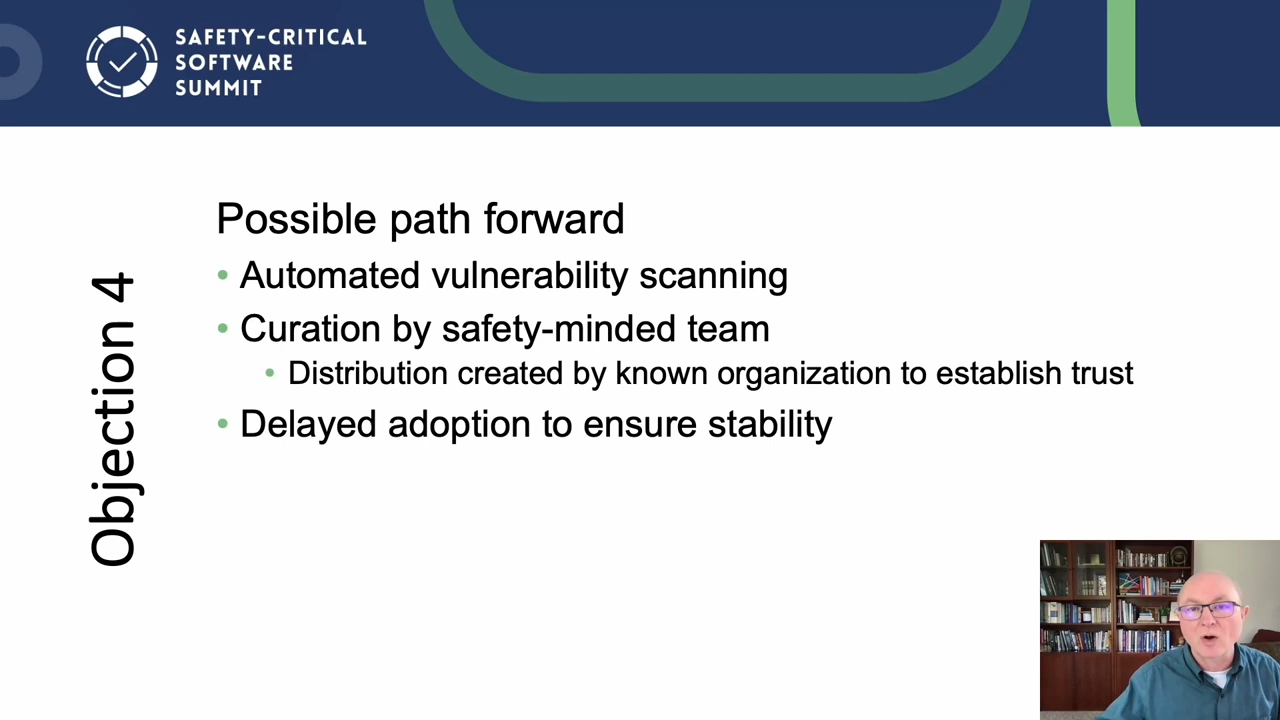 SAFETY-CRITICAL
SOFTWARE
SUMMIT
Objection 4
Possible path forward
• Automated vulnerability scanning
• Curation by safety-minded team
• Distribution created by known organization to establish trust
• Delayed adoption to ensure stability